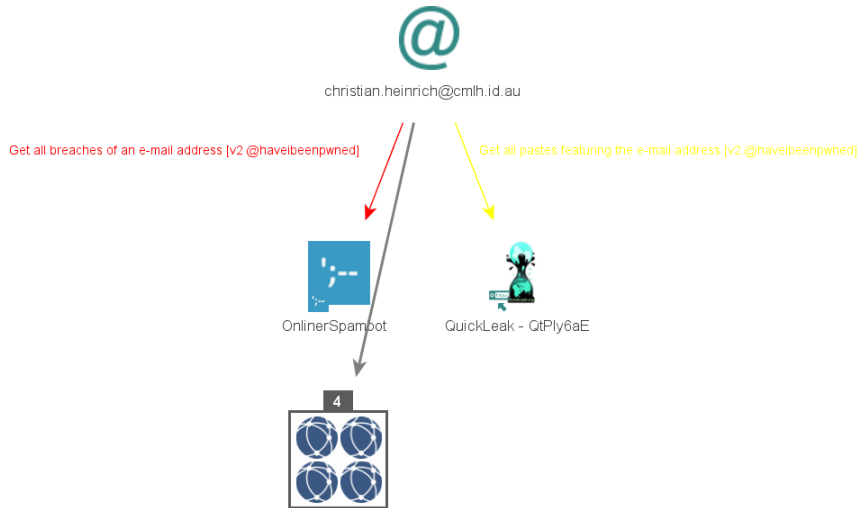 @
christian.heinrich@cmlh.id.au
Get all breaches of an e-mail address [v2 @haveibeenpwned]
Get all pastes featuring the e-mail address [v2 @haveibeenpwned]
';--
';--
OnlinerSpambot
QuickLeak - QtPIy6aE
4